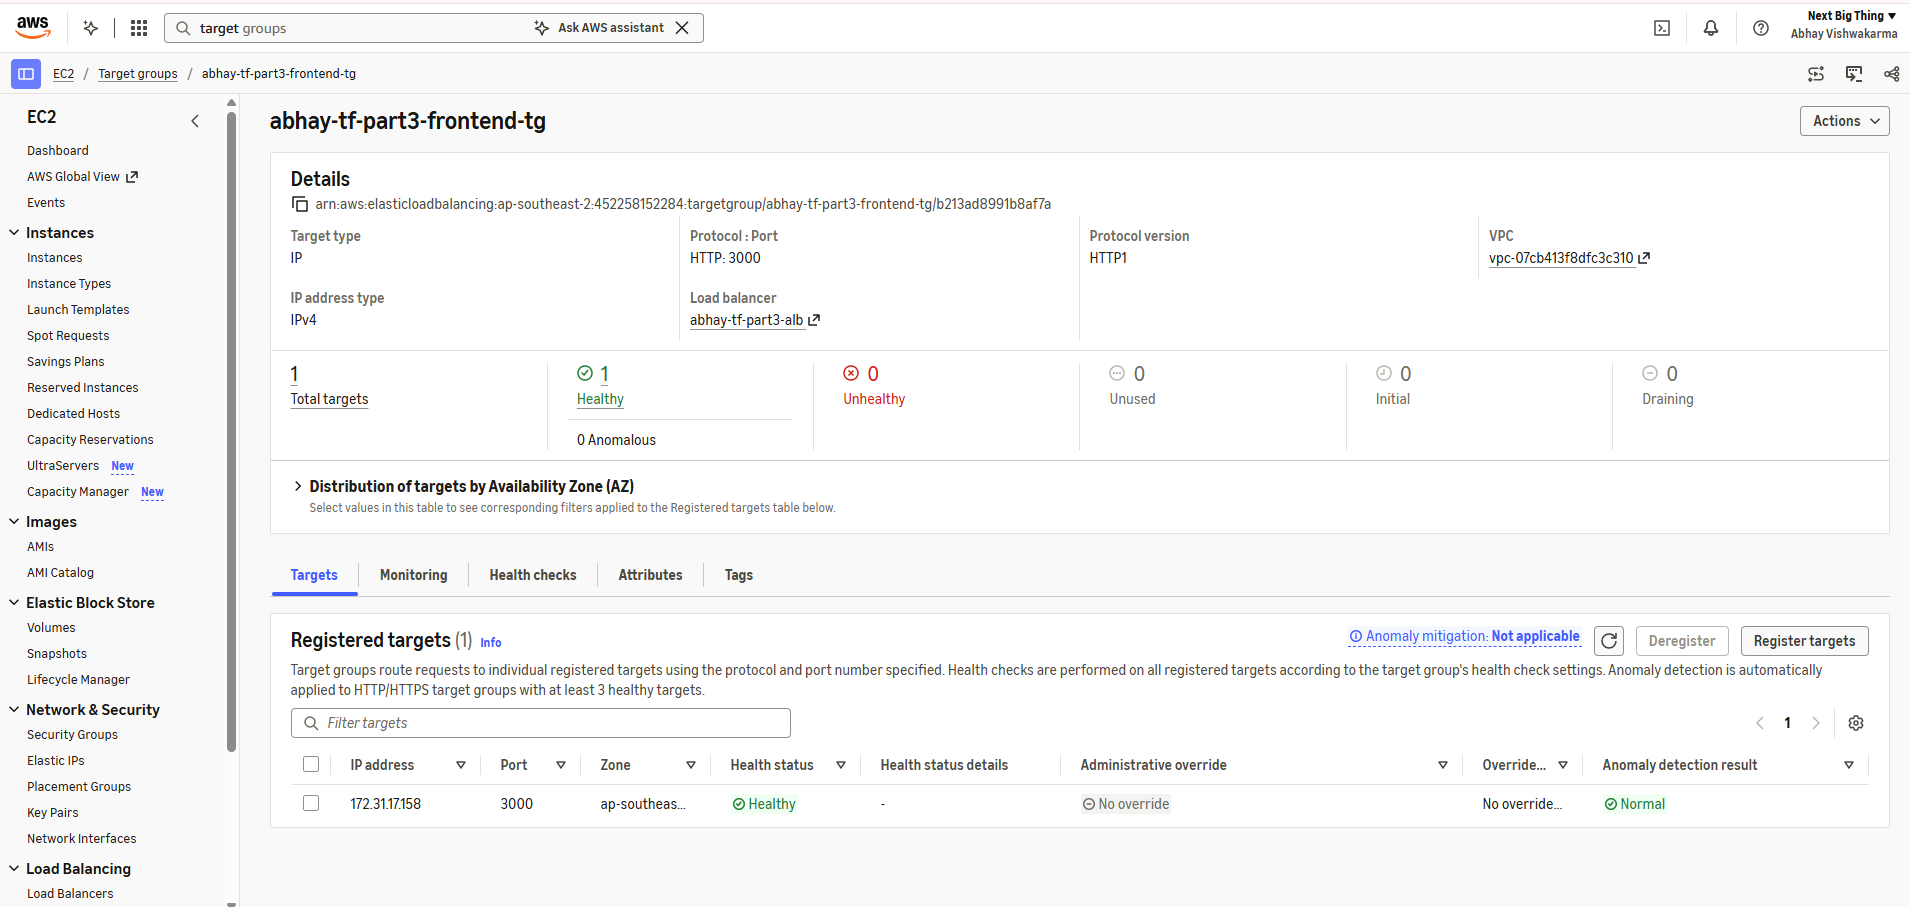 aws
target groups
Ask AWS assistant
Next Big Thing
Abhay Vishwakarma
EC2 / Target groups / abhay-tf-part3-frontend-tg
EC2
Dashboard
AWS Global View
Events
Instances
Instances
Instance Types
Launch Templates
Spot Requests
Savings Plans
Reserved Instances
Dedicated Hosts
Capacity Reservations
UltraServers New
Capacity Manager New
Images
AMIs
AMI Catalog
Elastic Block Store
Volumes
Snapshots
Lifecycle Manager
Network & Security
Security Groups
Elastic IPs
Placement Groups
Key Pairs
Network Interfaces
Load Balancing
Load Balancers
abhay-tf-part3-frontend-tg
Actions
Details
arn:aws:elasticloadbalancing:ap-southeast-2:452258152284:targetgroup/abhay-tf-part3-frontend-tg/b213ad8991b8af7a
Target type
IP
Protocol : Port
HTTP: 3000
Protocol version
HTTP1
VPC
vpc-07cb413f8dfc3c310
IP address type
IPv4
Load balancer
abhay-tf-part3-alb
1
Total targets
1
Healthy
0 Anomalous
0
Unhealthy
0
Unused
0
Initial
0
Draining
Distribution of targets by Availability Zone (AZ)
Select values in this table to see corresponding filters applied to the Registered targets table below.
Targets
Monitoring
Health checks
Attributes
Tags
Registered targets (1) Info
Anomaly mitigation: Not applicable
Deregister
Register targets
Target groups route requests to individual registered targets using the protocol and port number specified. Health checks are performed on all registered targets according to the target group's health check settings. Anomaly detection is automatically
applied to HTTP/HTTPS target groups with at least 3 healthy targets.
Filter targets
1
IP address Port Zone Health status Health status details Administrative override Override... Anomaly detection result
172.31.17.158 3000 ap-southeas... Healthy - No override No override... Normal